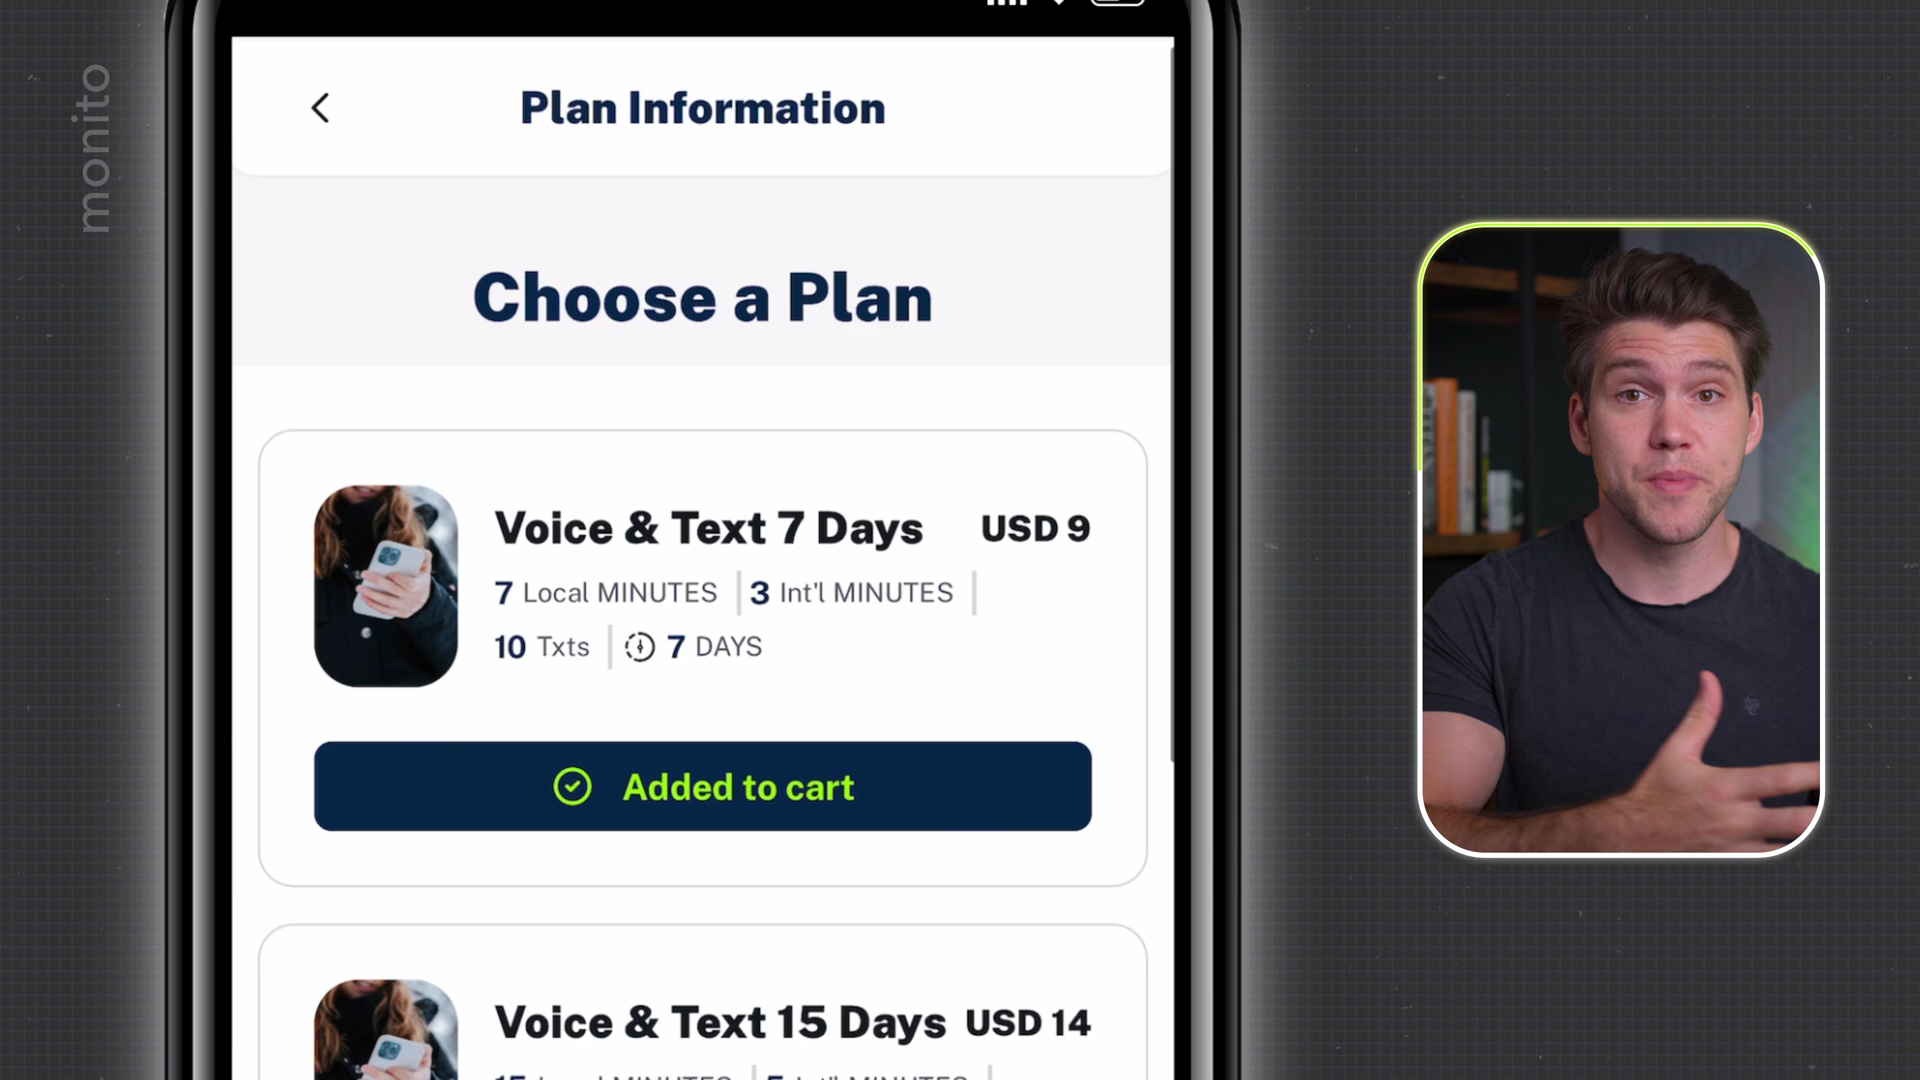 monito
Plan Information
Choose a Plan
Voice & Text 7 Days USD 9
7 Local MINUTES 3 Int'l MINUTES
10 Txts 7 DAYS
Added to cart
Voice & Text 15 Days USD 14